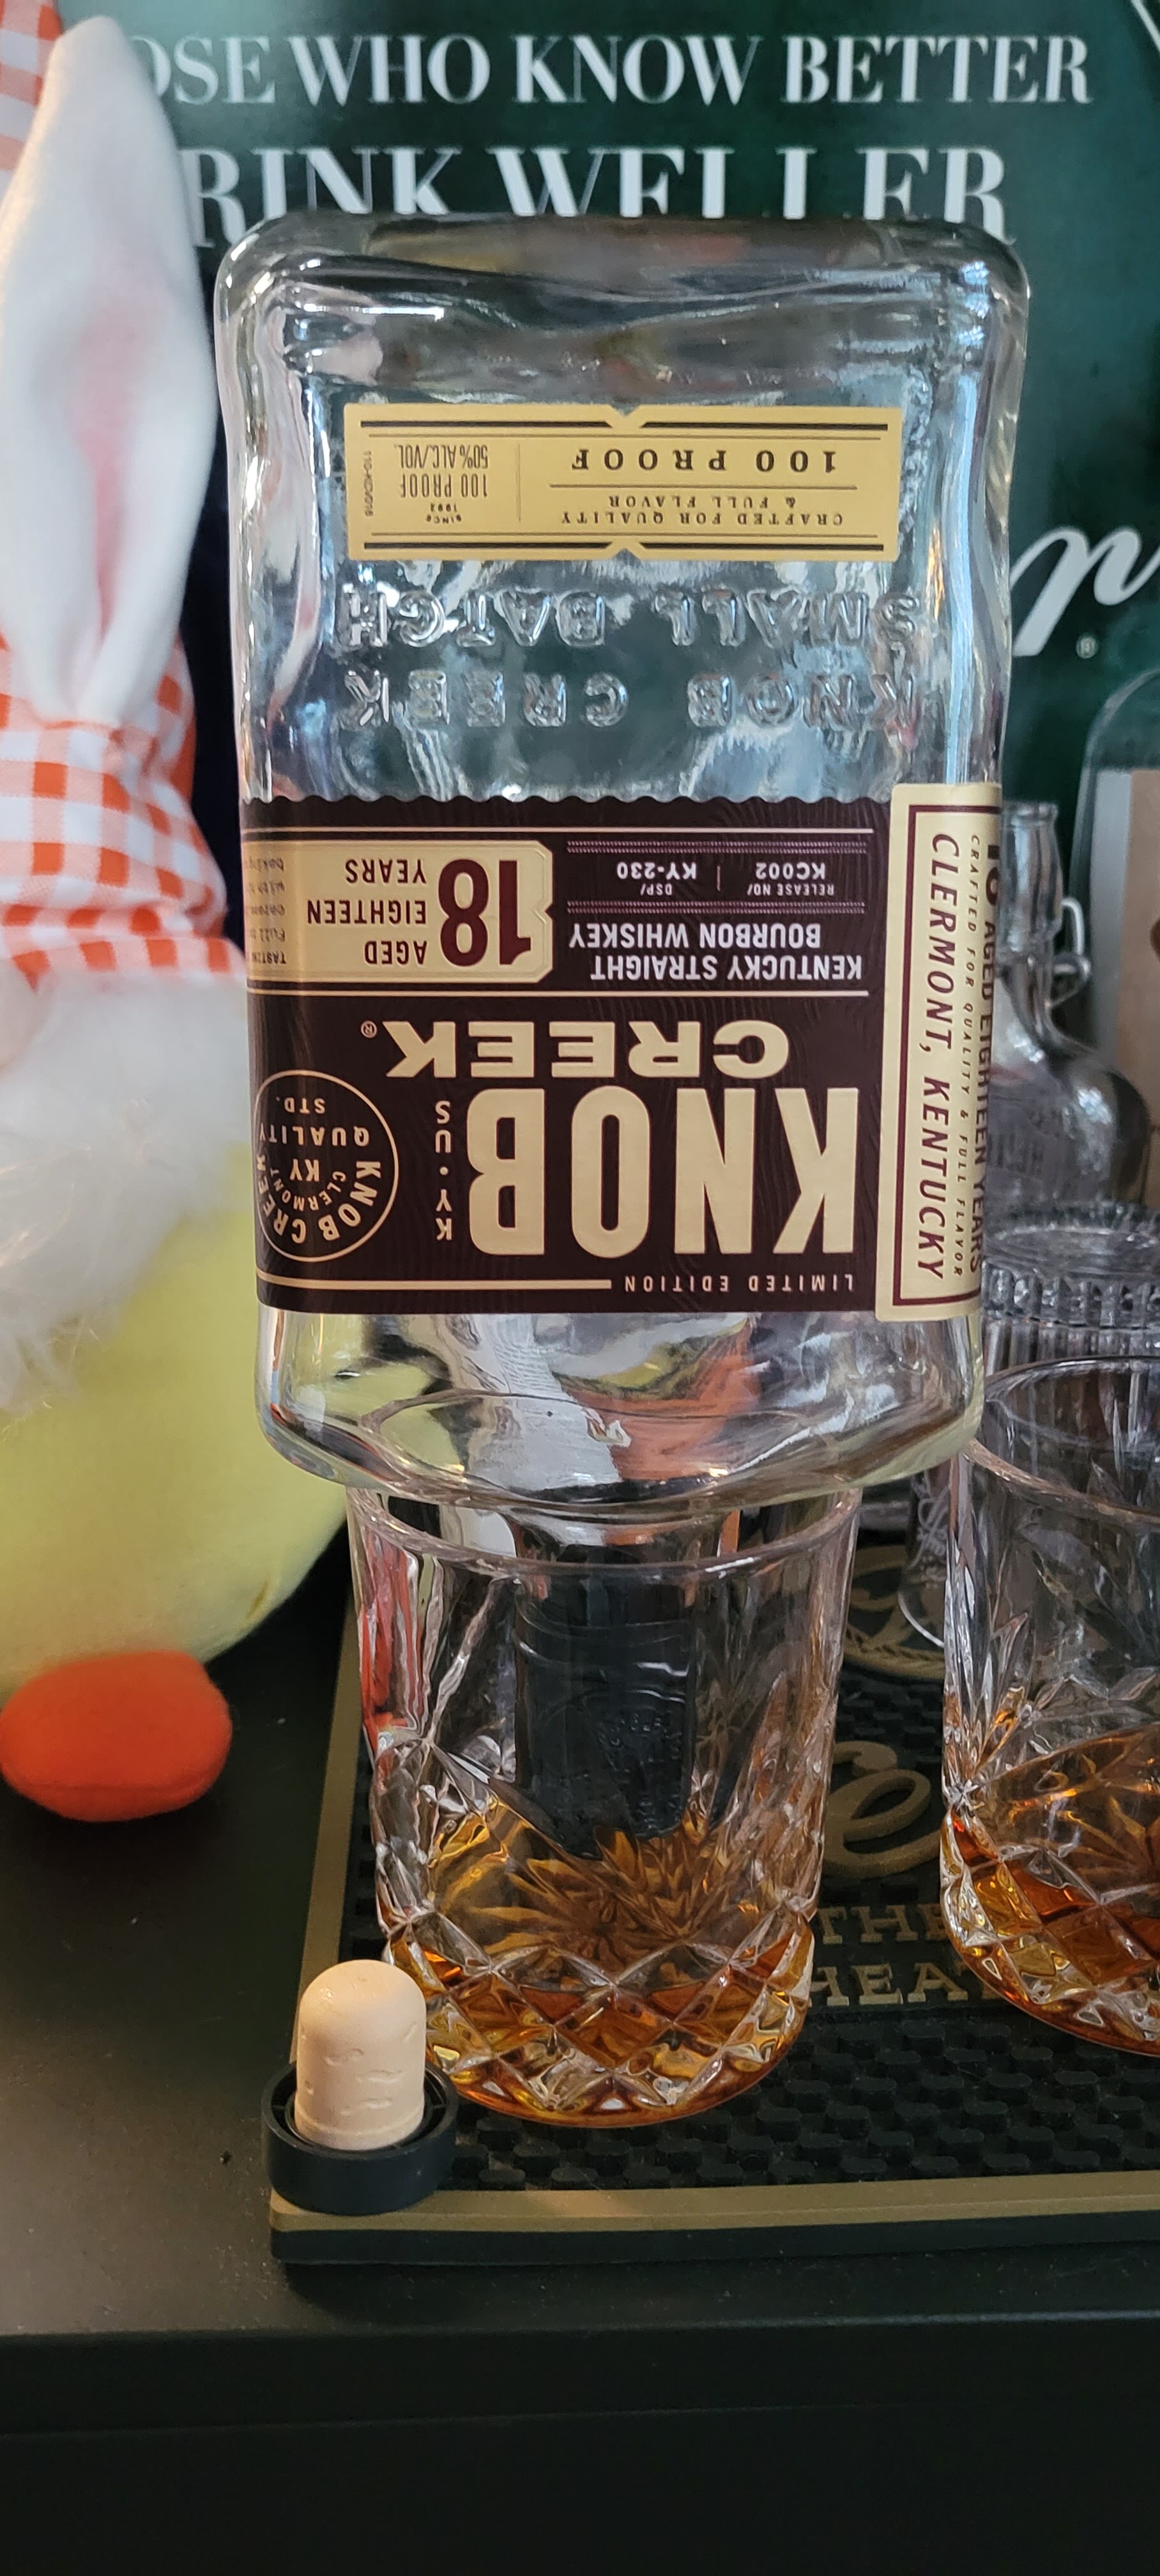 OSE WHO KNOW BETTER
RINK WELLER
LIMITED EDITION
KNOB
KY·US
CREEK®
KNOB CREEK
CLERMONT
KY
QUALITY
STD.
KENTUCKY STRAIGHT
BOURBON WHISKEY
RELEASE NO/ KC002
DSP/ KY-230
AGED
EIGHTEEN
YEARS
18
CLERMONT, KENTUCKY
CRAFTED FOR QUALITY & FULL FLAVOR
18 AGED EIGHTEEN YEARS
KNOB CREEK
SMALL BATCH
CRAFTED FOR QUALITY
& FULL FLAVOR
100 PROOF
SINCE
1992
100 PROOF
50% ALC./VOL.
THE